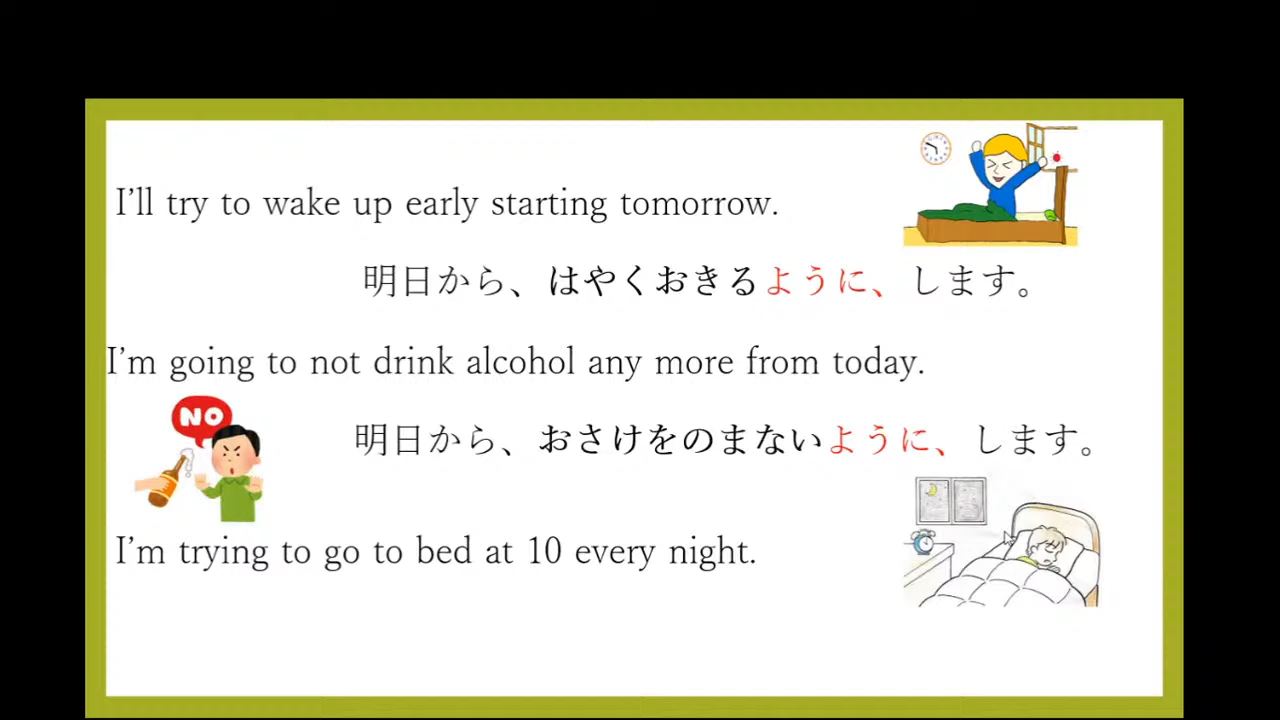 I'll try to wake up early starting tomorrow.
明日から、はやくおきるように、します。
I'm going to not drink alcohol any more from today.
NO
明日から、おさけをのまないように、します。
I'm trying to go to bed at 10 every night.